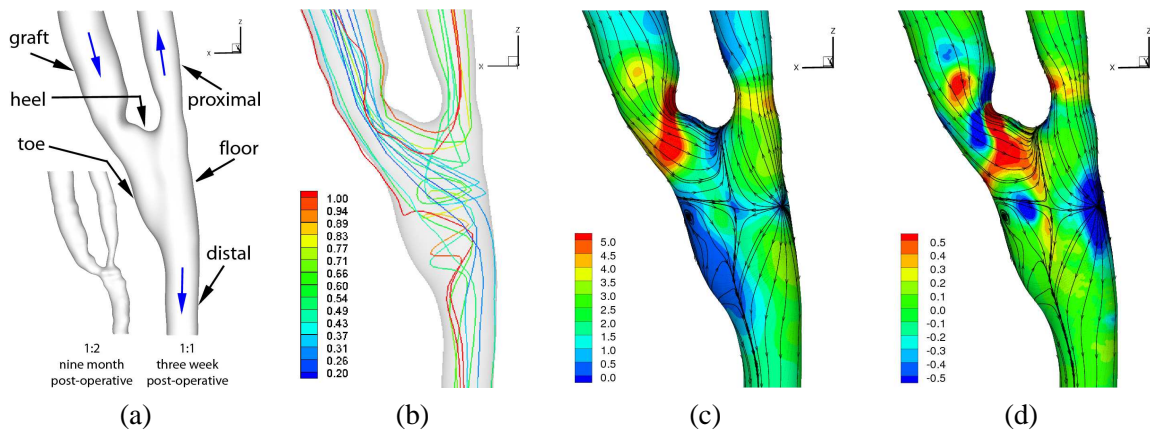 graft
heel
toe
proximal
floor
distal
z
x
1:2
nine month
post-operative
1:1
three week
post-operative
(a)
z
x
1.00
0.94
0.89
0.83
0.77
0.71
0.66
0.60
0.54
0.49
0.43
0.37
0.31
0.26
0.20
(b)
z
x
5.0
4.5
4.0
3.5
3.0
2.5
2.0
1.5
1.0
0.5
0.0
(c)
z
x
0.5
0.4
0.3
0.2
0.1
-0.0
-0.1
-0.2
-0.3
-0.4
-0.5
(d)